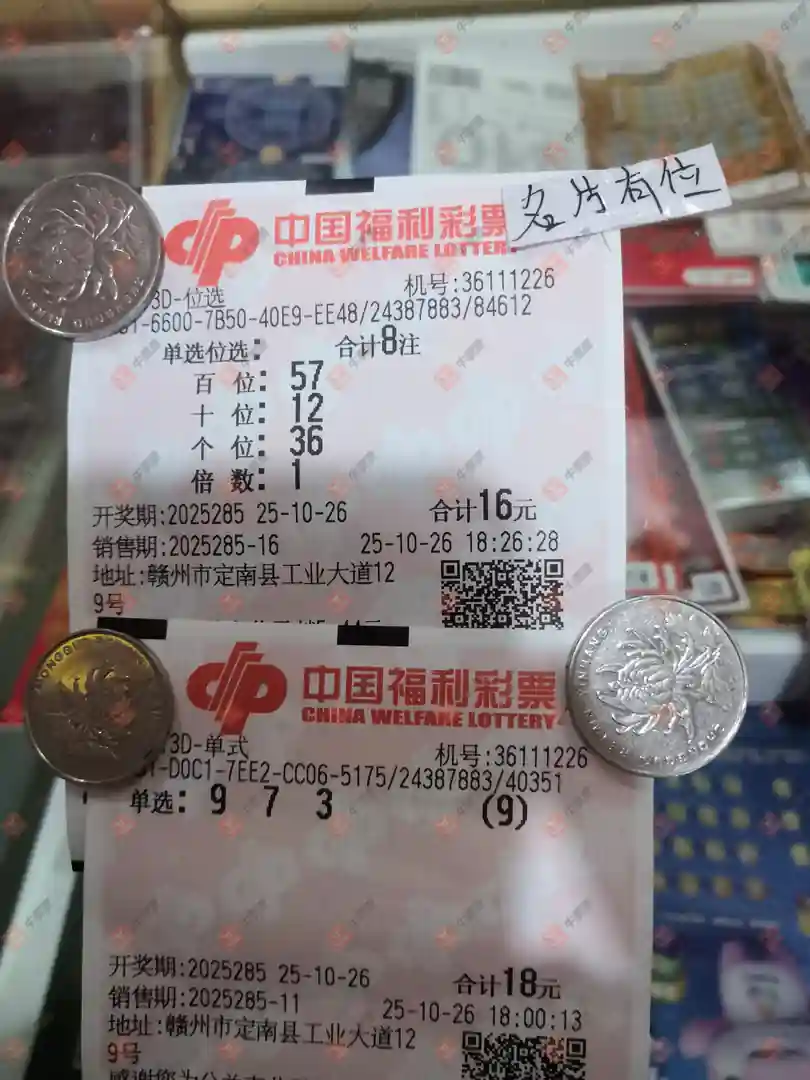 名片有位
中国福利彩票
CHINA WELFARE LOTTERY
3D-位选
机号:36111226
1-6600-7B50-40E9-EE48/24387883/84612
单选位选: 合计8注
百 位: 57
十 位: 12
个 位: 36
倍 数: 1
开奖期:2025285 25-10-26 合计16元
销售期:2025285-16 25-10-26 18:26:28
地址:赣州市定南县工业大道12
9号
中国福利彩票
CHINA WELFARE LOTTERY
3D-单式
机号:36111226
1-D0C1-7EE2-CC06-5175/24387883/40351
单选: 9 7 3 (9)
开奖期:2025285 25-10-26 合计18元
销售期:2025285-11 25-10-26 18:00:13
地址:赣州市定南县工业大道12
9号